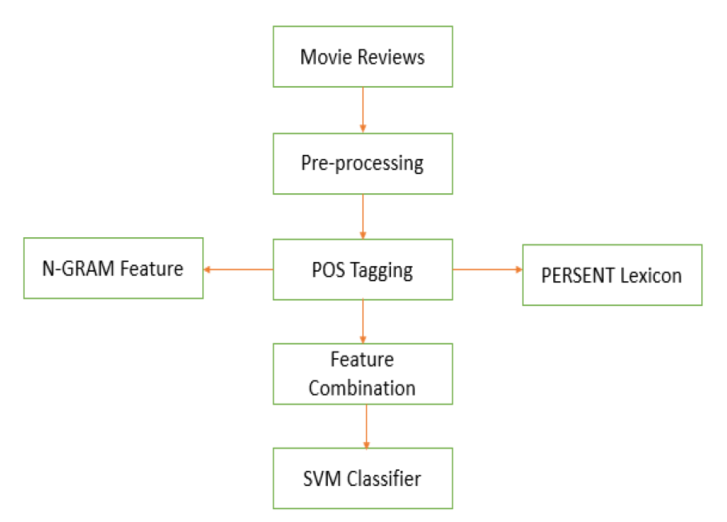 Movie Reviews
Pre-processing
N-GRAM Feature
POS Tagging
PERSENT Lexicon
Feature
Combination
SVM Classifier